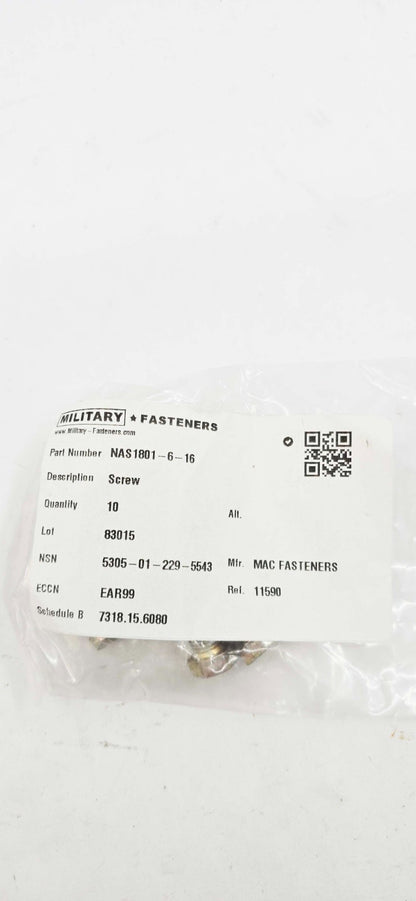 MILITARY ★ FASTENERS
www.Military-Fasteners.com
Part Number NAS1801-6-16
Description Screw
Quantity 10
Alt.
Lot 83015
NSN 5305-01-229-5543 Mfr. MAC FASTENERS
ECCN EAR99 Ref. 11590
Schedule B 7318.15.6080